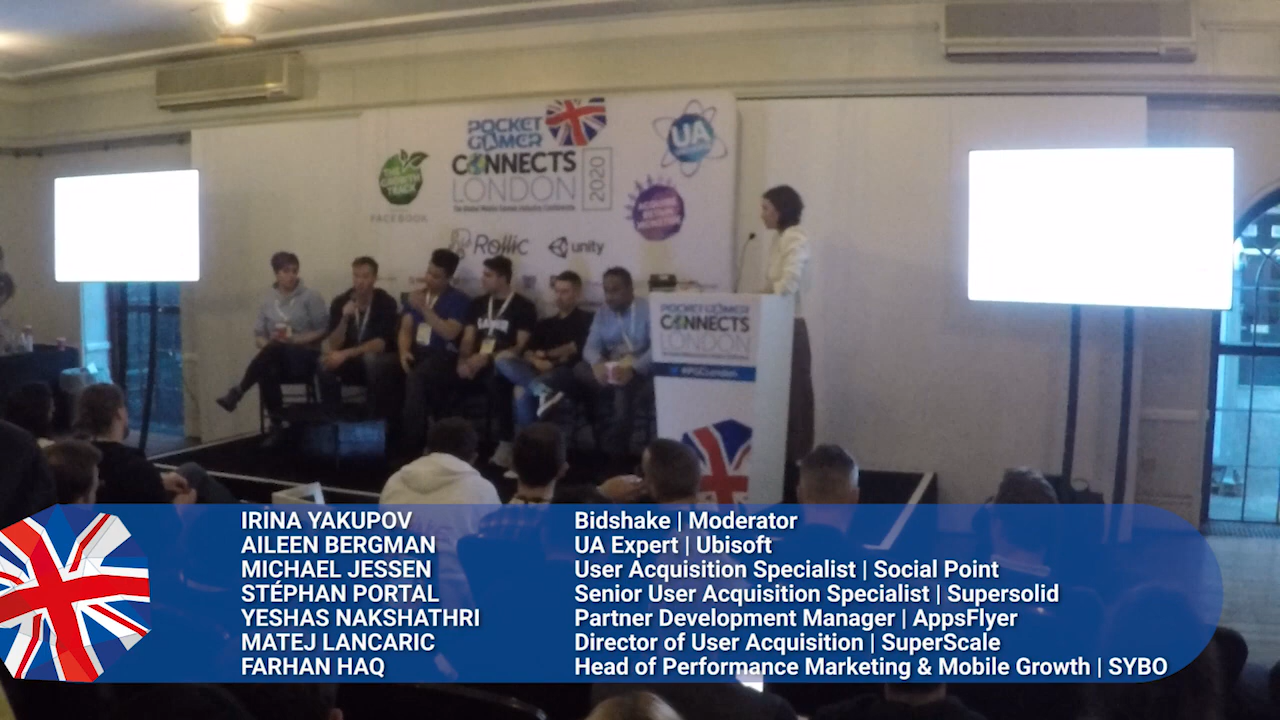 POCKET
GAMER
CONNECTS
LONDON
2020
UA
THE
GROWTH
TRACK
FACEBOOK
Rollic
unity
POCKET GAMER
CONNECTS
LONDON
#PGCLondon
IRINA YAKUPOV Bidshake | Moderator
AILEEN BERGMAN UA Expert | Ubisoft
MICHAEL JESSEN User Acquisition Specialist | Social Point
STÉPHAN PORTAL Senior User Acquisition Specialist | Supersolid
YESHAS NAKSHATHRI Partner Development Manager | AppsFlyer
MATEJ LANCARIC Director of User Acquisition | SuperScale
FARHAN HAQ Head of Performance Marketing & Mobile Growth | SYBO